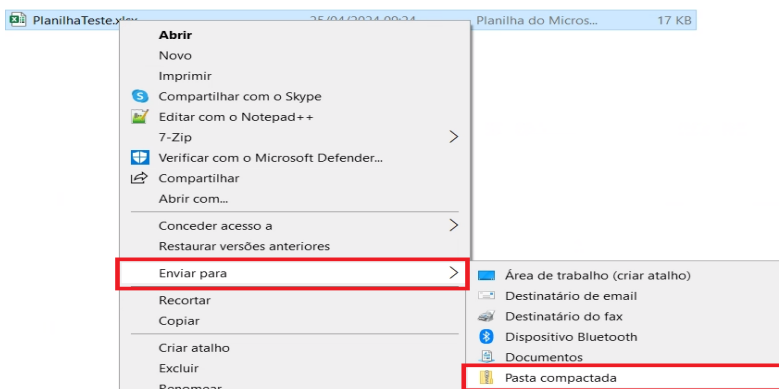 PlanilhaTeste.xlsx 25/04/2024 09:24 Planilha do Micros... 17 KB
Abrir
Novo
Imprimir
Compartilhar com o Skype
Editar com o Notepad++
7-Zip
Verificar com o Microsoft Defender...
Compartilhar
Abrir com...
Conceder acesso a
Restaurar versões anteriores
Enviar para
Recortar
Copiar
Criar atalho
Excluir
Renomear
Área de trabalho (criar atalho)
Destinatário de email
Destinatário do fax
Dispositivo Bluetooth
Documentos
Pasta compactada